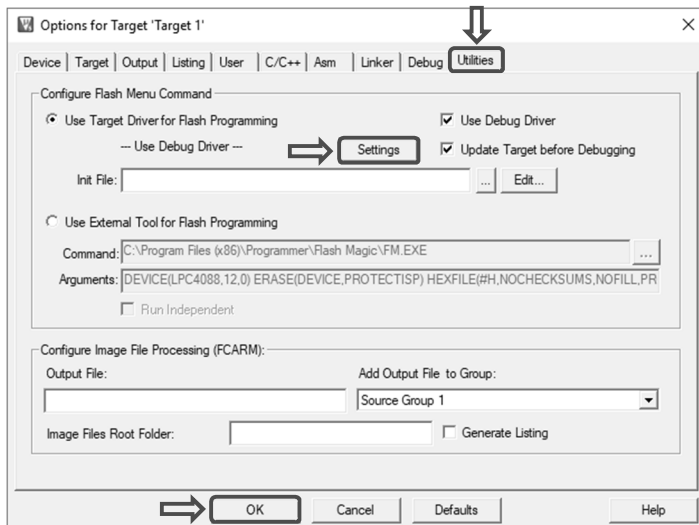 Options for Target 'Target 1'
Device Target Output Listing User C/C++ Asm Linker Debug Utilities
Configure Flash Menu Command
Use Target Driver for Flash Programming Use Debug Driver
--- Use Debug Driver --- Settings Update Target before Debugging
Init File: ... Edit...
Use External Tool for Flash Programming
Command: C:\Program Files (x86)\Programmer\Flash Magic\FM.EXE ...
Arguments: DEVICE(LPC4088,12,0) ERASE(DEVICE,PROTECTISP) HEXFILE(#H,NOCHECKSUMS,NOFILL,PR
Run Independent
Configure Image File Processing (FCARM):
Output File: Add Output File to Group:
Source Group 1
Image Files Root Folder: Generate Listing
OK Cancel Defaults Help